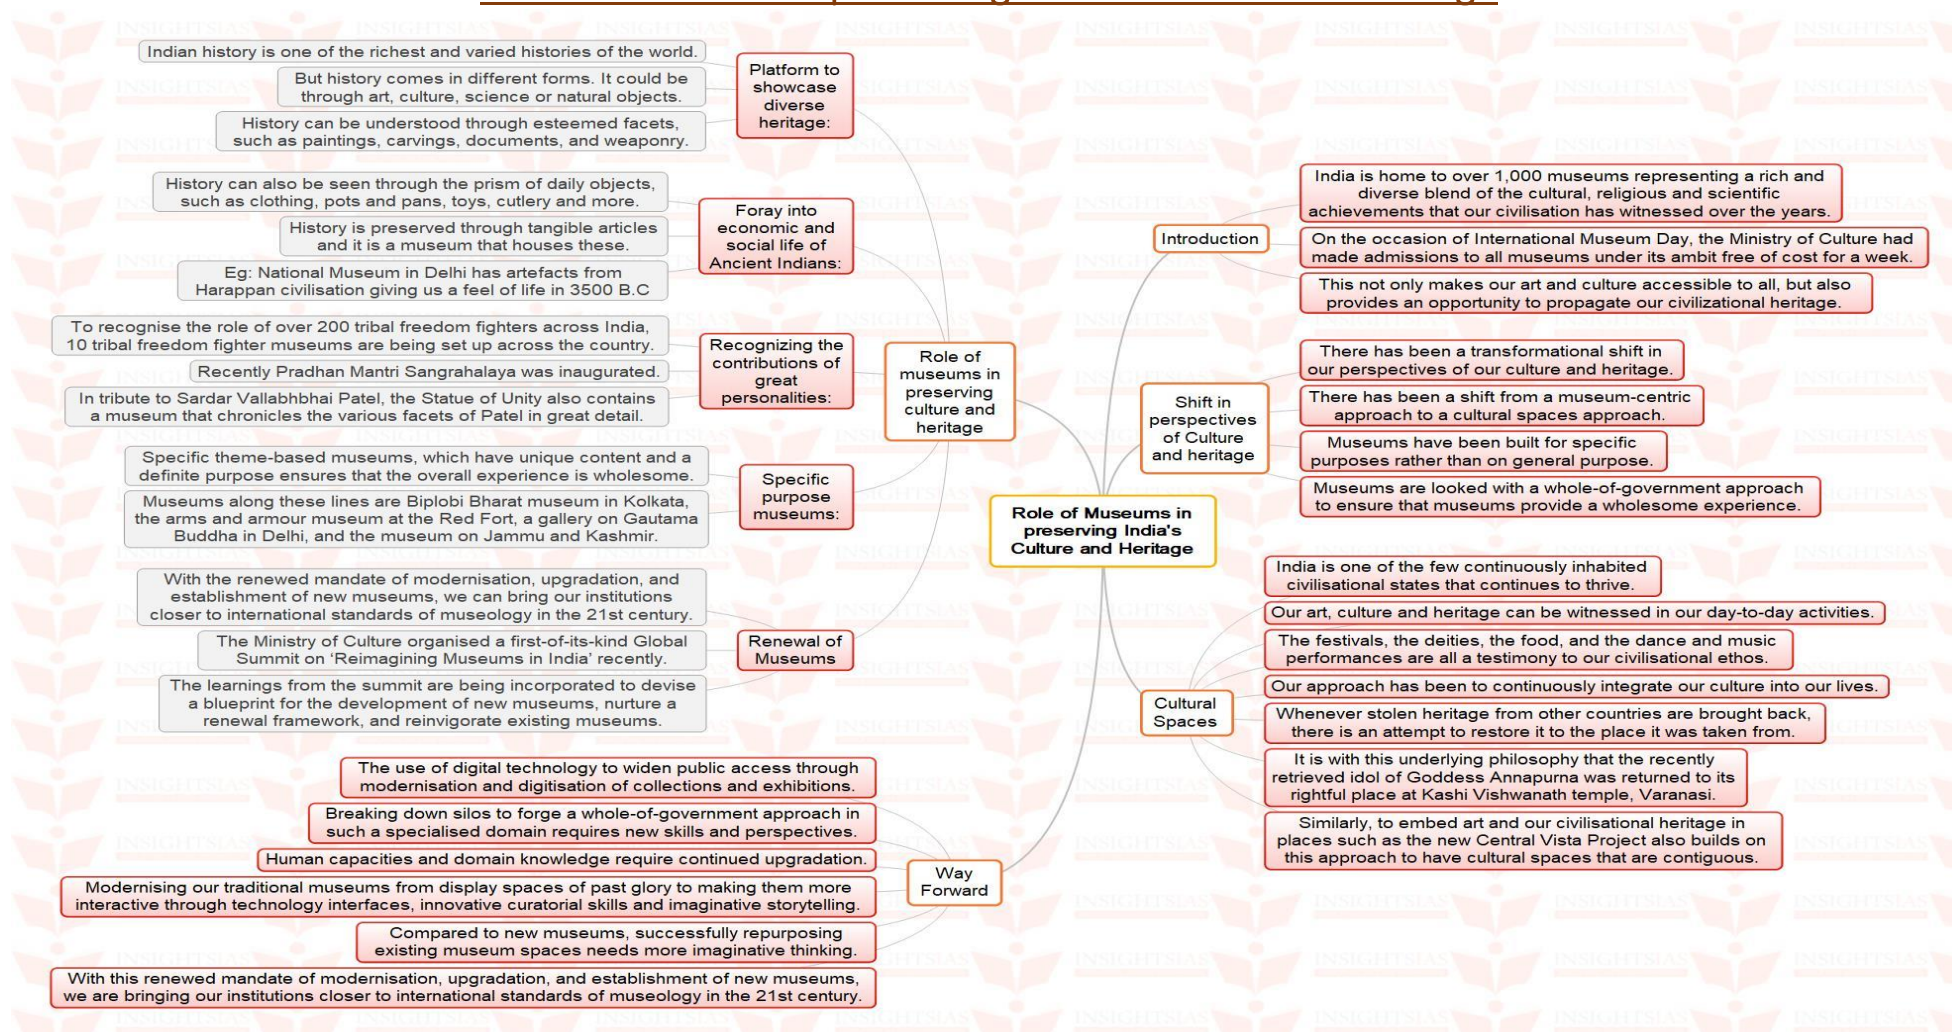 Role of Museums in
preserving India's
Culture and Heritage
Introduction
India is home to over 1,000 museums representing a rich and
diverse blend of the cultural, religious and scientific
achievements that our civilisation has witnessed over the years.
On the occasion of International Museum Day, the Ministry of Culture had
made admissions to all museums under its ambit free of cost for a week.
This not only makes our art and culture accessible to all, but also
provides an opportunity to propagate our civilizational heritage.
Shift in
perspectives
of Culture
and heritage
There has been a transformational shift in
our perspectives of our culture and heritage.
There has been a shift from a museum-centric
approach to a cultural spaces approach.
Museums have been built for specific
purposes rather than on general purpose.
Museums are looked with a whole-of-government approach
to ensure that museums provide a wholesome experience.
Cultural
Spaces
India is one of the few continuously inhabited
civilisational states that continues to thrive.
Our art, culture and heritage can be witnessed in our day-to-day activities.
The festivals, the deities, the food, and the dance and music
performances are all a testimony to our civilisational ethos.
Our approach has been to continuously integrate our culture into our lives.
Whenever stolen heritage from other countries are brought back,
there is an attempt to restore it to the place it was taken from.
It is with this underlying philosophy that the recently
retrieved idol of Goddess Annapurna was returned to its
rightful place at Kashi Vishwanath temple, Varanasi.
Similarly, to embed art and our civilisational heritage in
places such as the new Central Vista Project also builds on
this approach to have cultural spaces that are contiguous.
Role of
museums in
preserving
culture and
heritage
Platform to
showcase
diverse
heritage:
Indian history is one of the richest and varied histories of the world.
But history comes in different forms. It could be
through art, culture, science or natural objects.
History can be understood through esteemed facets,
such as paintings, carvings, documents, and weaponry.
Foray into
economic and
social life of
Ancient Indians:
History can also be seen through the prism of daily objects,
such as clothing, pots and pans, toys, cutlery and more.
History is preserved through tangible articles
and it is a museum that houses these.
Eg: National Museum in Delhi has artefacts from
Harappan civilisation giving us a feel of life in 3500 B.C
Recognizing the
contributions of
great
personalities:
To recognise the role of over 200 tribal freedom fighters across India,
10 tribal freedom fighter museums are being set up across the country.
Recently Pradhan Mantri Sangrahalaya was inaugurated.
In tribute to Sardar Vallabhbhai Patel, the Statue of Unity also contains
a museum that chronicles the various facets of Patel in great detail.
Specific
purpose
museums:
Specific theme-based museums, which have unique content and a
definite purpose ensures that the overall experience is wholesome.
Museums along these lines are Biplobi Bharat museum in Kolkata,
the arms and armour museum at the Red Fort, a gallery on Gautama
Buddha in Delhi, and the museum on Jammu and Kashmir.
Renewal of
Museums
With the renewed mandate of modernisation, upgradation, and
establishment of new museums, we can bring our institutions
closer to international standards of museology in the 21st century.
The Ministry of Culture organised a first-of-its-kind Global
Summit on ‘Reimagining Museums in India’ recently.
The learnings from the summit are being incorporated to devise
a blueprint for the development of new museums, nurture a
renewal framework, and reinvigorate existing museums.
Way
Forward
The use of digital technology to widen public access through
modernisation and digitisation of collections and exhibitions.
Breaking down silos to forge a whole-of-government approach in
such a specialised domain requires new skills and perspectives.
Human capacities and domain knowledge require continued upgradation.
Modernising our traditional museums from display spaces of past glory to making them more
interactive through technology interfaces, innovative curatorial skills and imaginative storytelling.
Compared to new museums, successfully repurposing
existing museum spaces needs more imaginative thinking.
With this renewed mandate of modernisation, upgradation, and establishment of new museums,
we are bringing our institutions closer to international standards of museology in the 21st century.
INSIGHTSIAS